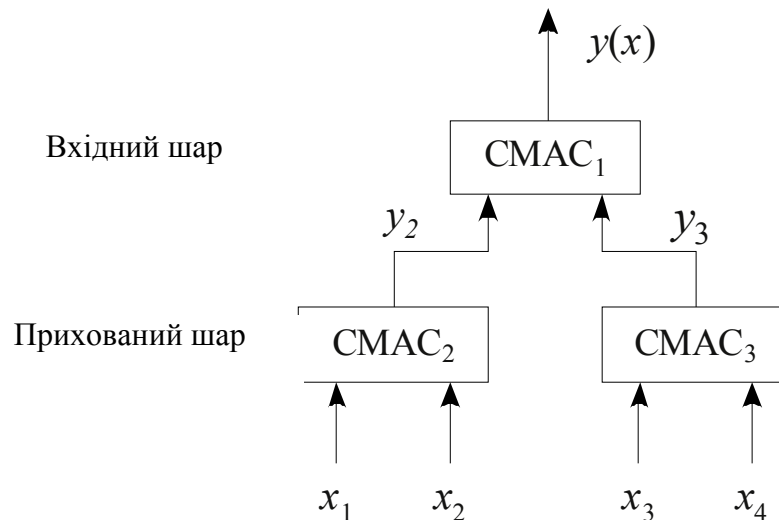 y(x)
Вхідний шар
CMAC₁
y₂ y₃
Прихований шар
CMAC₂ CMAC₃
x₁ x₂ x₃ x₄